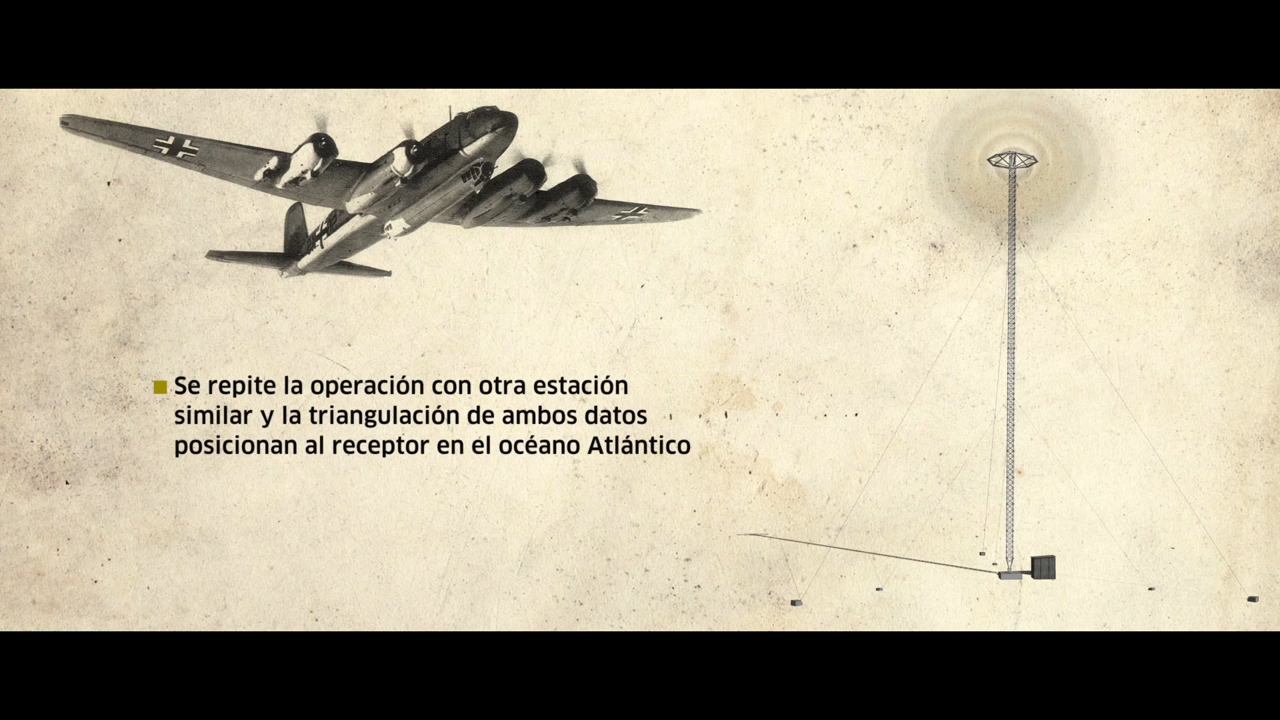 Se repite la operación con otra estación
similar y la triangulación de ambos datos
posicionan al receptor en el océano Atlántico